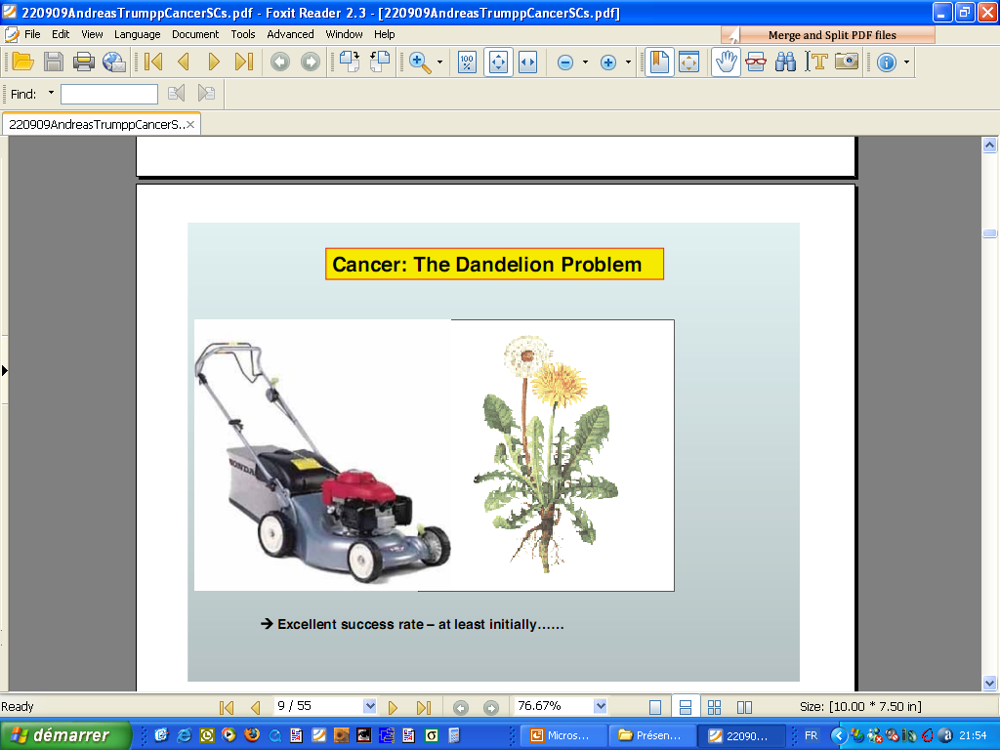 220909AndreasTrumppCancerSCs.pdf - Foxit Reader 2.3 - [220909AndreasTrumppCancerSCs.pdf]
File Edit View Language Document Tools Advanced Window Help
Merge and Split PDF files
100 %
Find:
220909AndreasTrumppCancerS..
Cancer: The Dandelion Problem
HONDA
→ Excellent success rate – at least initially……
Ready
9 / 55
76.67%
Size: [10.00 * 7.50 in]
démarrer
Micros...
Présen...
22090...
FR
21:54